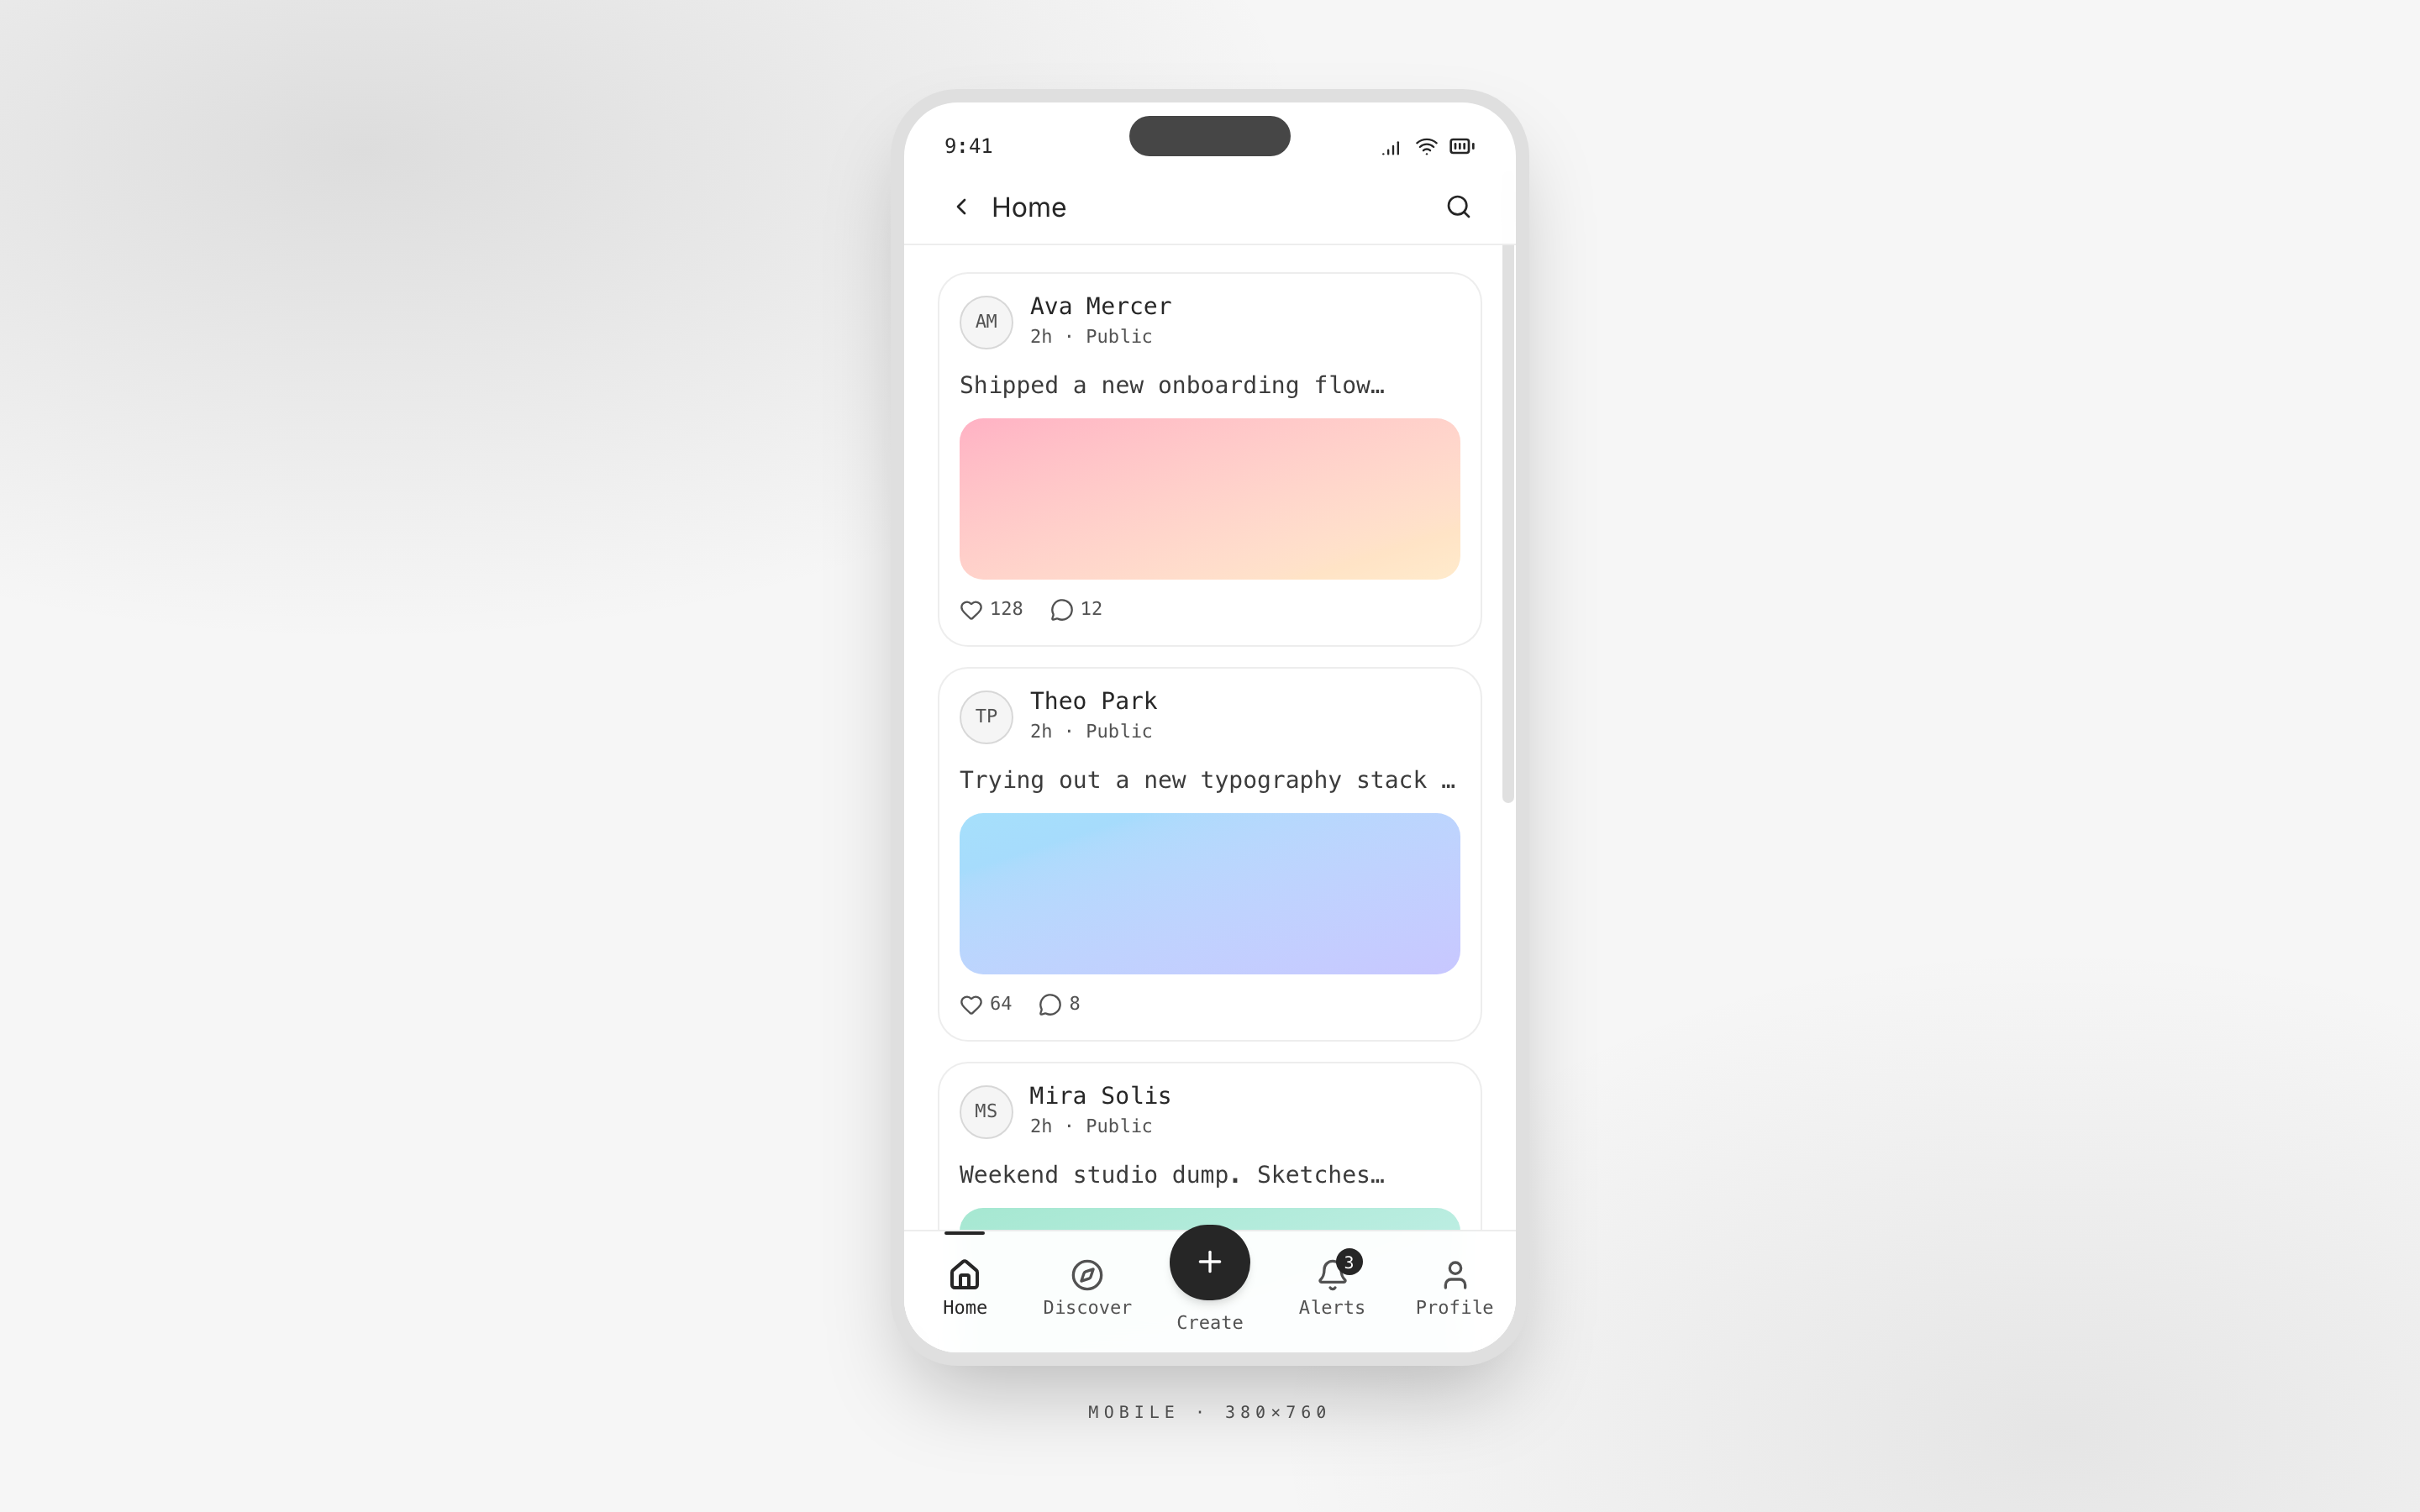 9:41
Home
AM
Ava Mercer
2h · Public
Shipped a new onboarding flow…
128 12
TP
Theo Park
2h · Public
Trying out a new typography stack …
64 8
MS
Mira Solis
2h · Public
Weekend studio dump. Sketches…
3
Home Discover Create Alerts Profile
MOBILE · 380×760